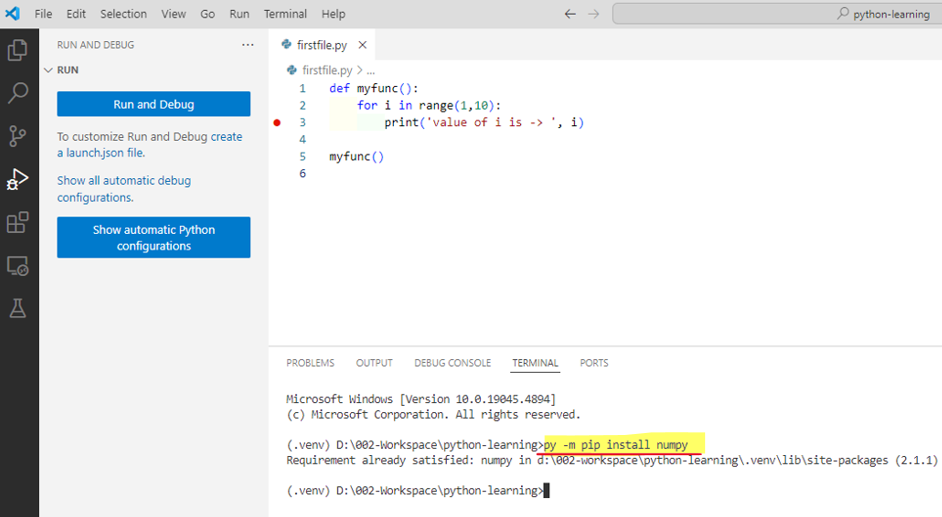 File Edit Selection View Go Run Terminal Help
python-learning
RUN AND DEBUG
RUN
Run and Debug
To customize Run and Debug create
a launch.json file.
Show all automatic debug
configurations.
Show automatic Python
configurations
firstfile.py
firstfile.py > ...
1 def myfunc():
2 for i in range(1,10):
3 print('value of i is -> ', i)
4
5 myfunc()
6
PROBLEMS OUTPUT DEBUG CONSOLE TERMINAL PORTS
Microsoft Windows [Version 10.0.19045.4894]
(c) Microsoft Corporation. All rights reserved.
(.venv) D:\002-Workspace\python-learning>py -m pip install numpy
Requirement already satisfied: numpy in d:\002-workspace\python-learning\.venv\lib\site-packages (2.1.1)
(.venv) D:\002-Workspace\python-learning>